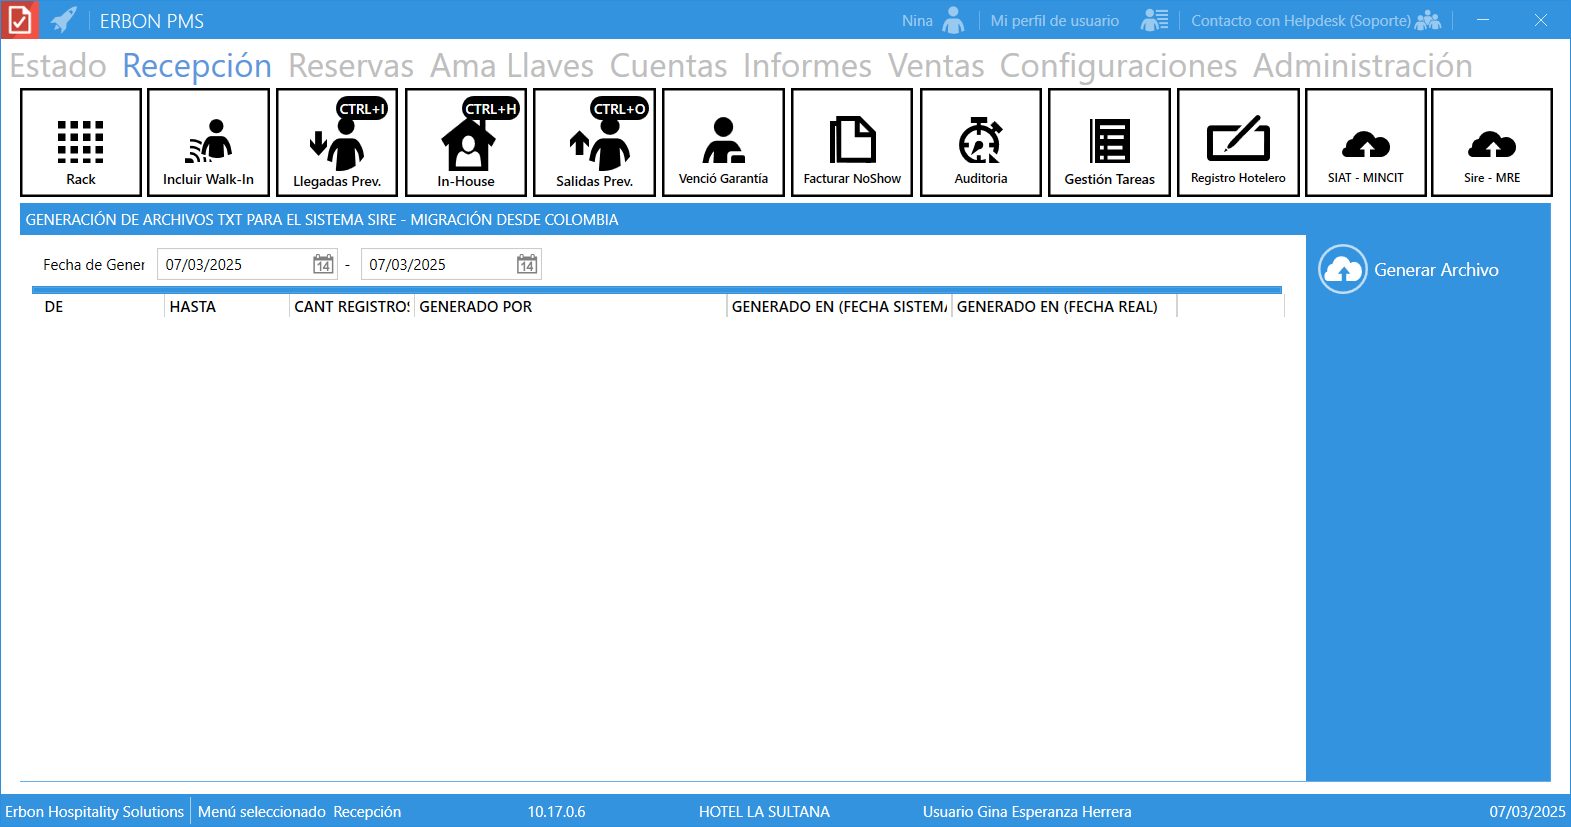 ERBON PMS
Nina
Mi perfil de usuario
Contacto con Helpdesk (Soporte)
Estado Recepción Reservas Ama Llaves Cuentas Informes Ventas Configuraciones Administración
CTRL+I CTRL+H CTRL+O
Rack
Incluir Walk-In
Llegadas Prev.
In-House
Salidas Prev.
Venció Garantía
Facturar NoShow
Auditoria
Gestión Tareas
Registro Hotelero
SIAT - MINCIT
Sire - MRE
GENERACIÓN DE ARCHIVOS TXT PARA EL SISTEMA SIRE - MIGRACIÓN DESDE COLOMBIA
Fecha de Gener 07/03/2025 14 - 07/03/2025 14
Generar Archivo
DE HASTA CANT REGISTROS GENERADO POR GENERADO EN (FECHA SISTEMA GENERADO EN (FECHA REAL)
Erbon Hospitality Solutions Menú seleccionado Recepción 10.17.0.6 HOTEL LA SULTANA Usuario Gina Esperanza Herrera 07/03/2025